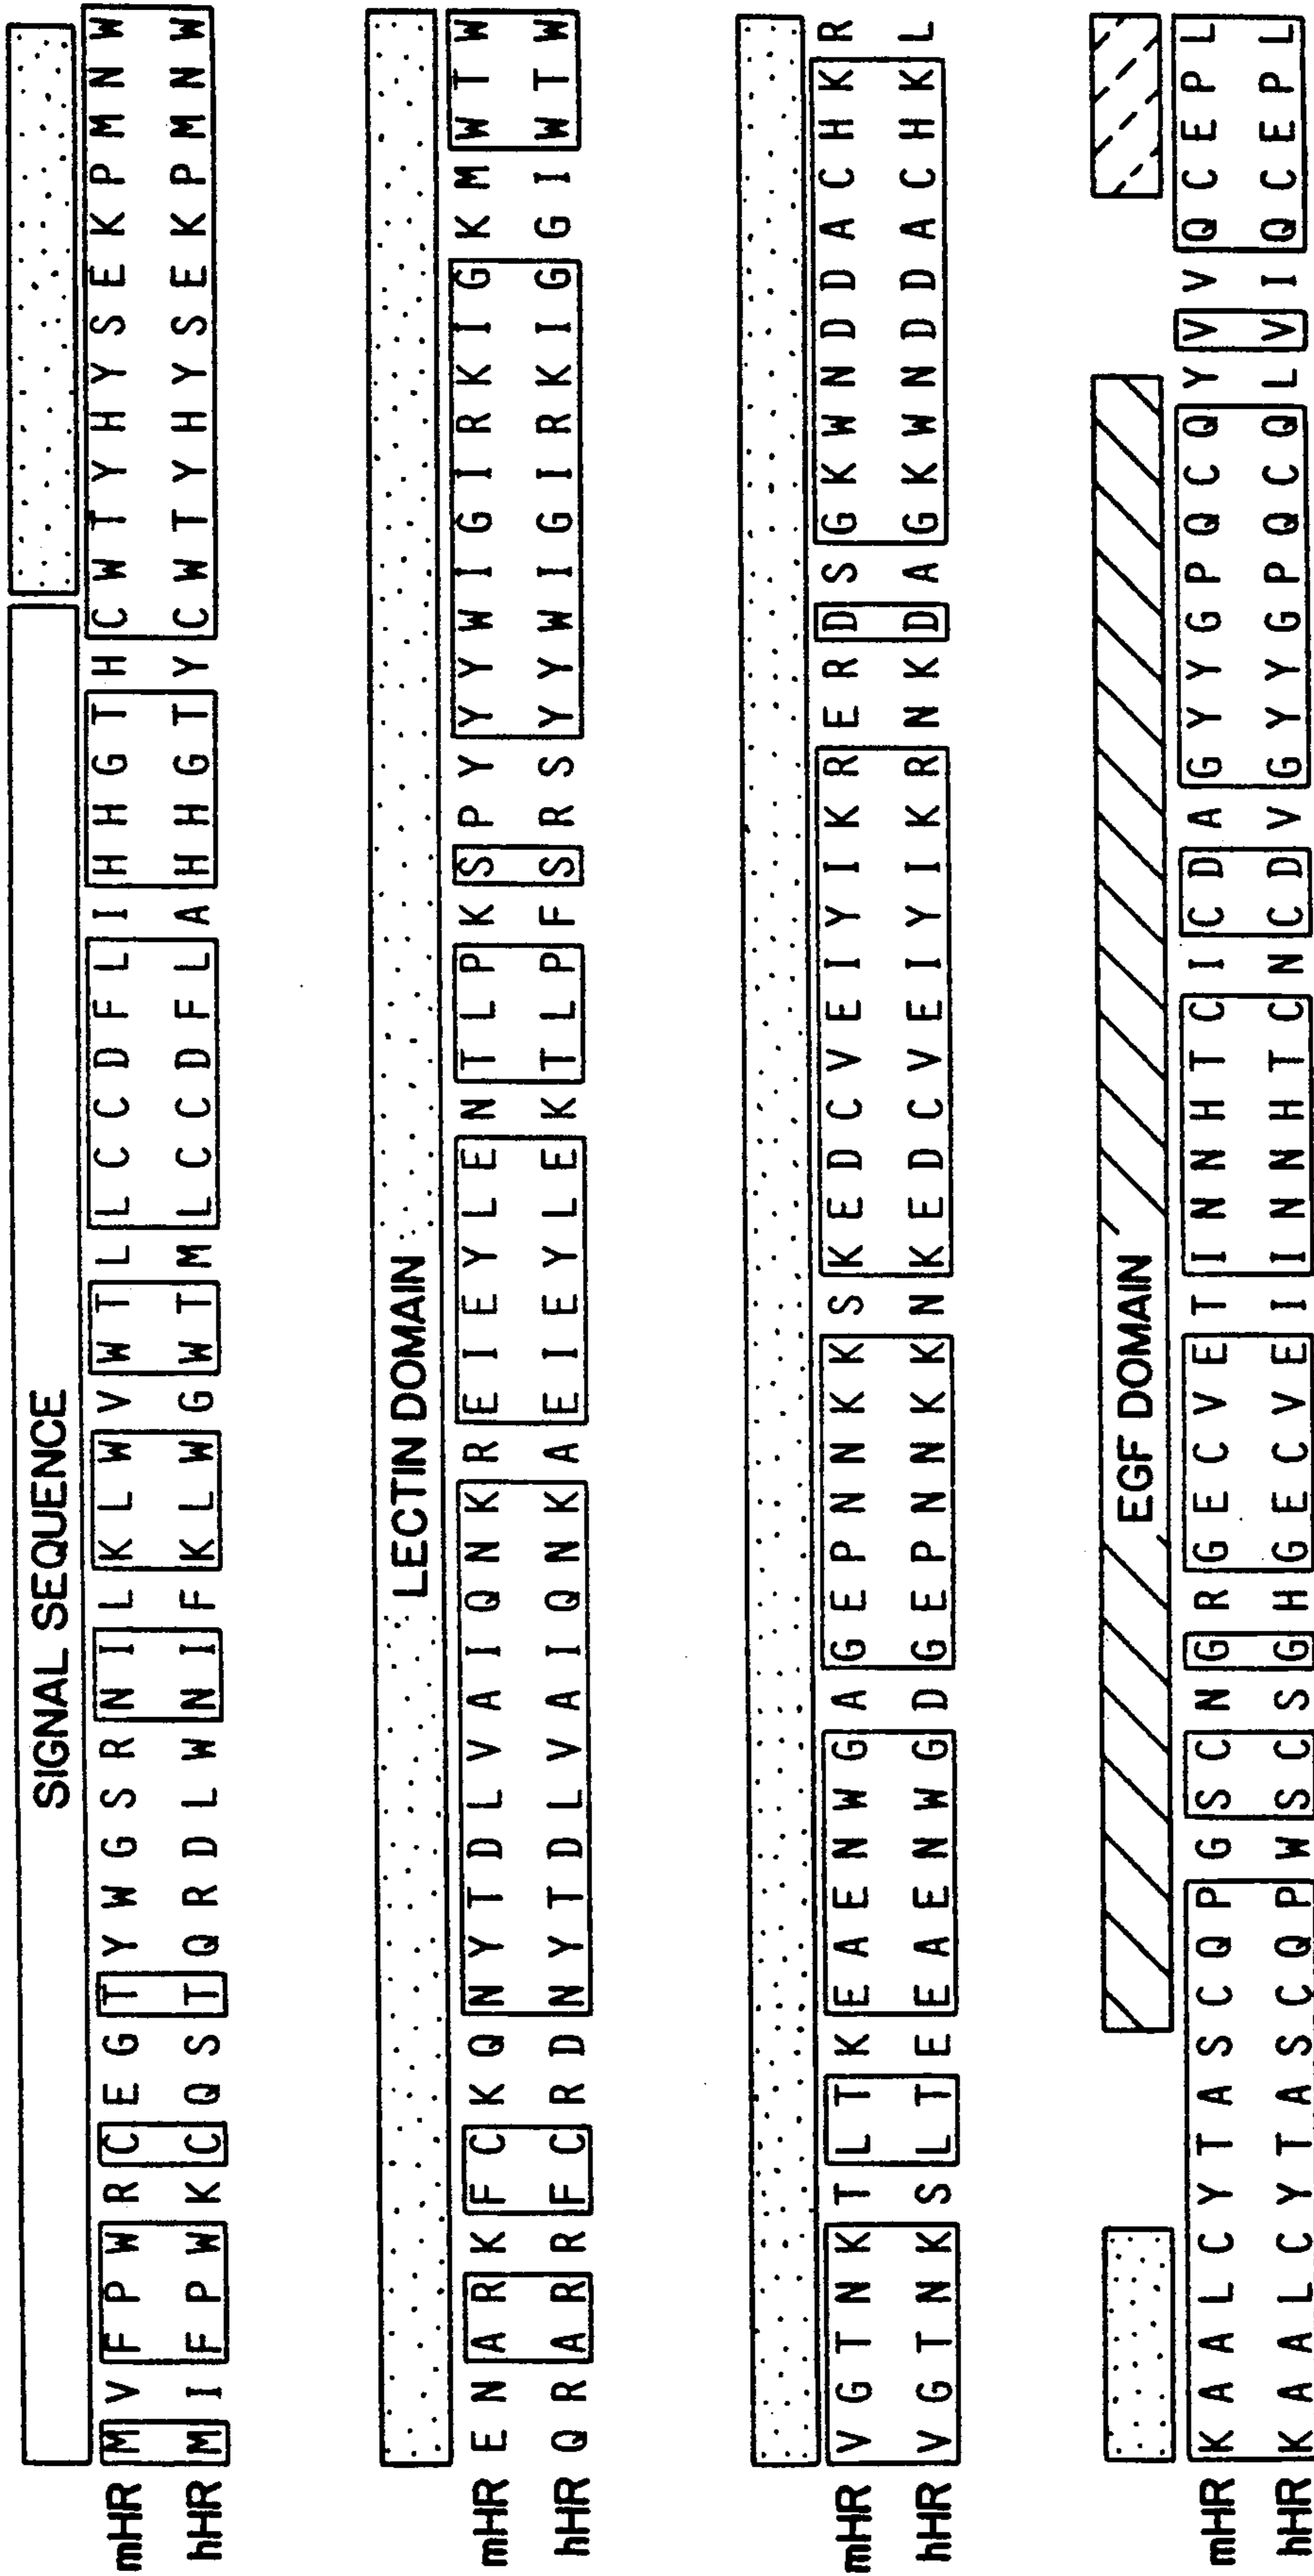 SIGNAL SEQUENCE
mHR M V F P W R C E G T Y W G S R N I L K L W V W T L L C C D F L I H H G T H C W T Y H Y S E K P M N W
hHR M I F P W K C Q S T Q R D L W N I F K L W G W T M L C C D F L A H H G T Y C W T Y H Y S E K P M N W
LECTIN DOMAIN
mHR E N A R K F C K Q N Y T D L V A I Q N K R E I E Y L E N T L P K S P Y Y Y W I G I R K I G K M W T W
hHR Q R A R R F C R D N Y T D L V A I Q N K A E I E Y L E K T L P F S R S Y Y W I G I R K I G G I W T W
mHR V G T N K T L T K E A E N W G A G E P N N K K S K E D C V E I Y I K R E R D S G K W N D D A C H K R
hHR V G T N K S L T E E A E N W G D G E P N N K K N K E D C V E I Y I K R N K D A G K W N D D A C H K L
EGF DOMAIN
mHR K A A L C Y T A S C Q P G S C N G R G E C V E T I N N H T C I C D A G Y Y G P Q C Q Y V V Q C E P L
hHR K A A L C Y T A S C Q P W S C S G H G E C V E I I N N H T C N C D V G Y Y G P Q C Q L V I Q C E P L